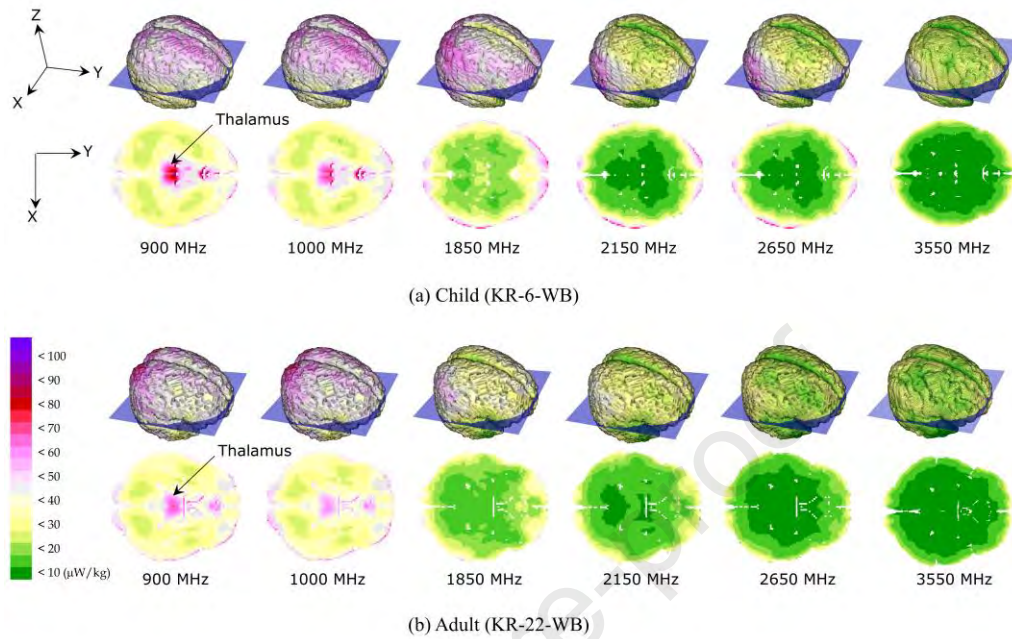 Z
Y
X
Thalamus
Y
X
900 MHz 1000 MHz 1850 MHz 2150 MHz 2650 MHz 3550 MHz
(a) Child (KR-6-WB)
< 100
< 90
< 80
< 70
< 60
< 50
< 40
< 30
< 20
< 10 (μW/kg)
Thalamus
900 MHz 1000 MHz 1850 MHz 2150 MHz 2650 MHz 3550 MHz
(b) Adult (KR-22-WB)